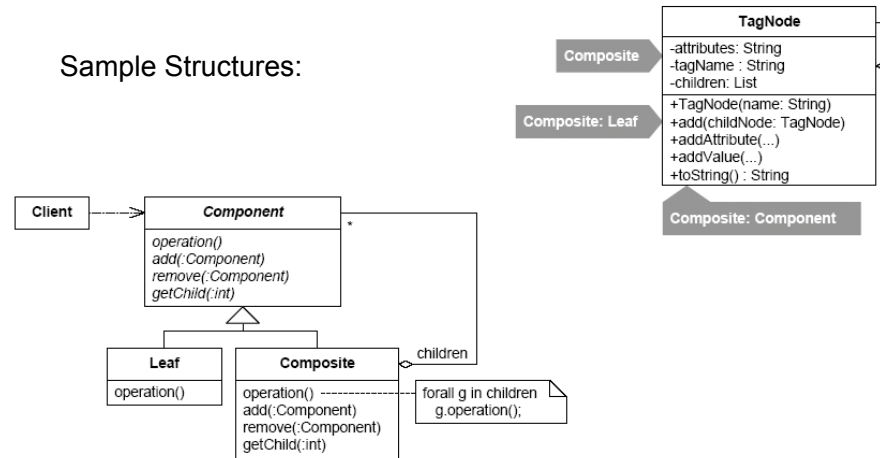 Sample Structures:
TagNode
-attributes: String
-tagName : String
-children: List
+TagNode(name: String)
+add(childNode: TagNode)
+addAttribute(...)
+addValue(...)
+toString() : String
Composite
Composite: Leaf
Composite: Component
Client
Component
operation()
add(:Component)
remove(:Component)
getChild(:int)
*
Leaf
operation()
Composite
operation()
add(:Component)
remove(:Component)
getChild(:int)
children
forall g in children
g.operation();